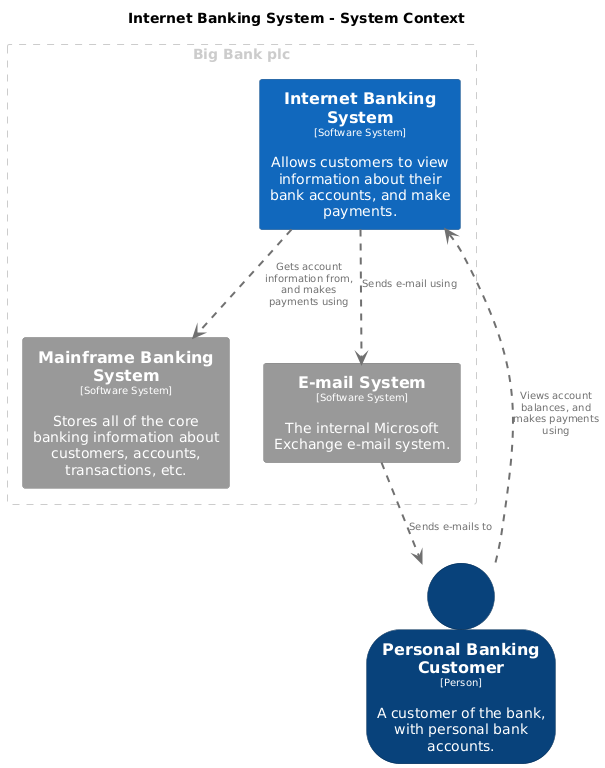 Internet Banking System - System Context
Big Bank plc
Internet Banking
System
[Software System]
Allows customers to view
information about their
bank accounts, and make
payments.
Gets account
information from,
and makes
payments using
Sends e-mail using
Mainframe Banking
System
[Software System]
Stores all of the core
banking information about
customers, accounts,
transactions, etc.
E-mail System
[Software System]
The internal Microsoft
Exchange e-mail system.
Views account
balances, and
makes payments
using
Sends e-mails to
Personal Banking
Customer
[Person]
A customer of the bank,
with personal bank
accounts.